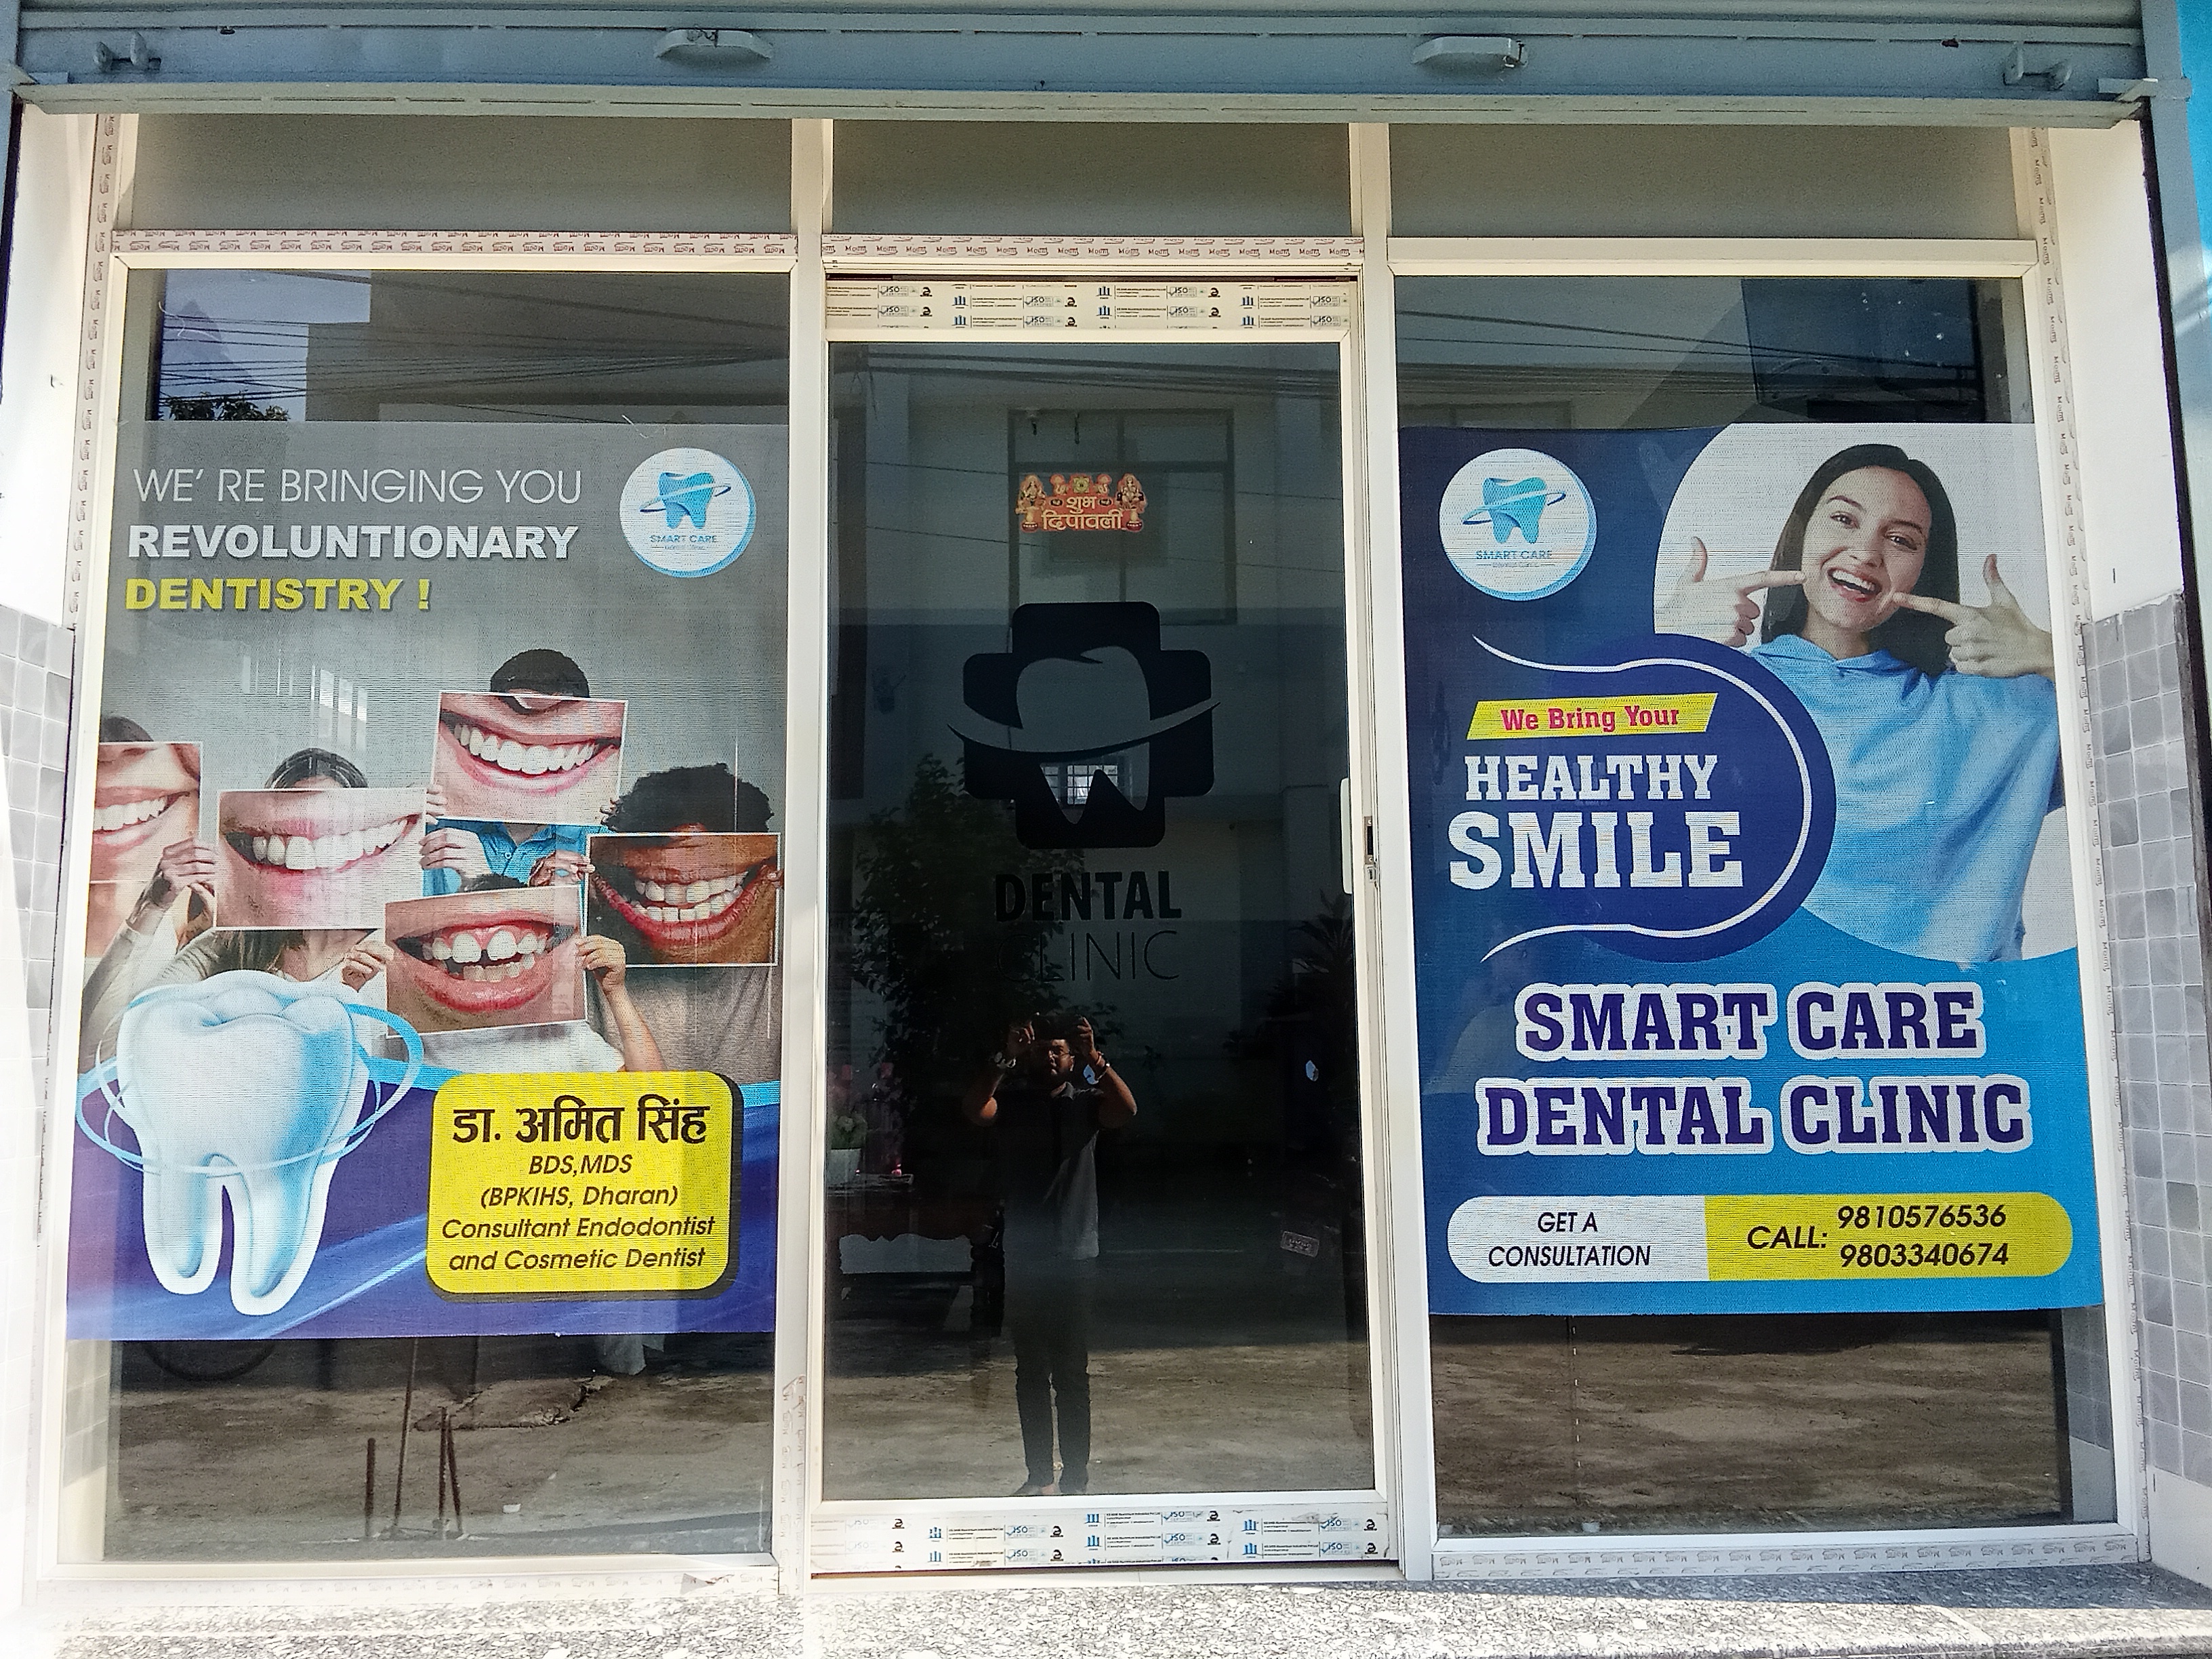 WE' RE BRINGING YOU
REVOLUNTIONARY
DENTISTRY !
SMART CARE
डा. अमित सिंह
BDS,MDS
(BPKIHS, Dharan)
Consultant Endodontist
and Cosmetic Dentist
शुभ
दिपावली
DENTAL
CLINIC
SMART CARE
We Bring Your
HEALTHY
SMILE
SMART CARE
DENTAL CLINIC
GET A
CONSULTATION
CALL:
9810576536
9803340674